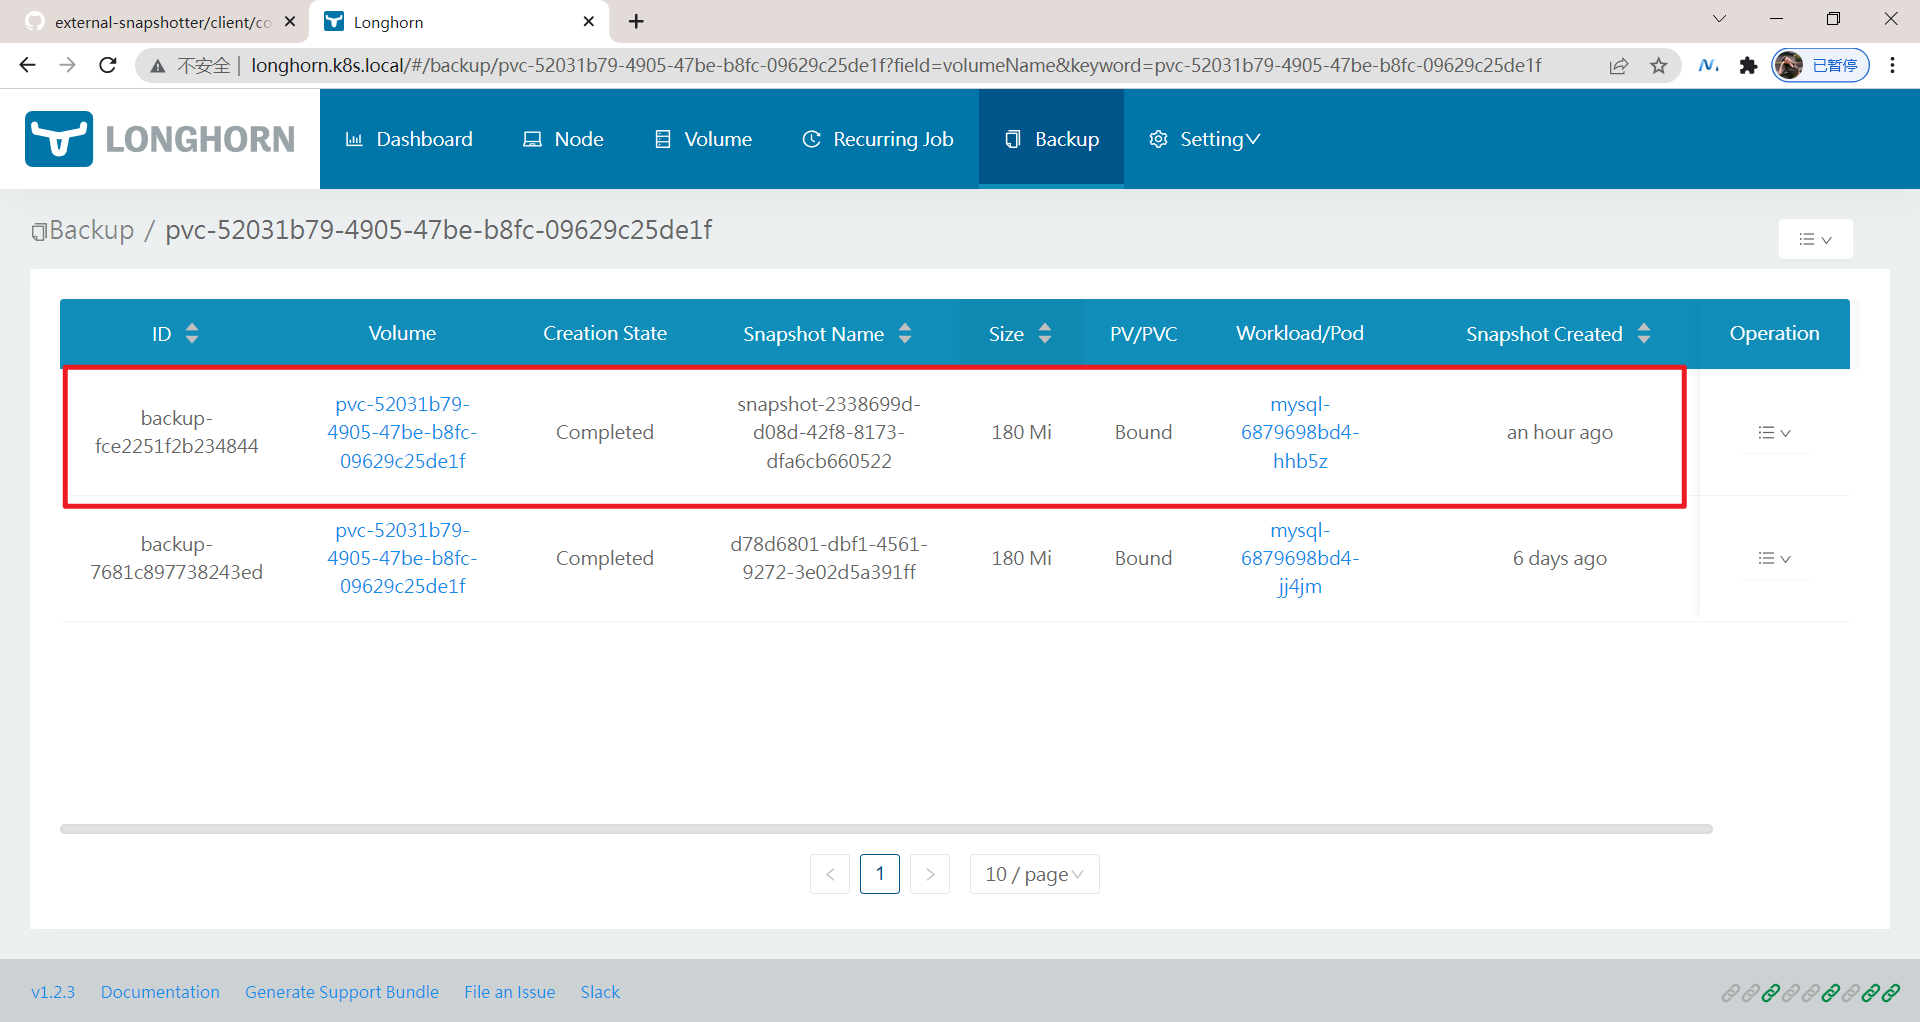 external-snapshotter/client/co
Longhorn
不安全 | longhorn.k8s.local/#/backup/pvc-52031b79-4905-47be-b8fc-09629c25de1f?field=volumeName&keyword=pvc-52031b79-4905-47be-b8fc-09629c25de1f
已暂停
LONGHORN
Dashboard
Node
Volume
Recurring Job
Backup
Setting
Backup / pvc-52031b79-4905-47be-b8fc-09629c25de1f
ID
Volume
Creation State
Snapshot Name
Size
PV/PVC
Workload/Pod
Snapshot Created
Operation
backup-
fce2251f2b234844
pvc-52031b79-
4905-47be-b8fc-
09629c25de1f
Completed
snapshot-2338699d-
d08d-42f8-8173-
dfa6cb660522
180 Mi
Bound
mysql-
6879698bd4-
hhb5z
an hour ago
backup-
7681c897738243ed
pvc-52031b79-
4905-47be-b8fc-
09629c25de1f
Completed
d78d6801-dbf1-4561-
9272-3e02d5a391ff
180 Mi
Bound
mysql-
6879698bd4-
jj4jm
6 days ago
1
10 / page
v1.2.3
Documentation
Generate Support Bundle
File an Issue
Slack